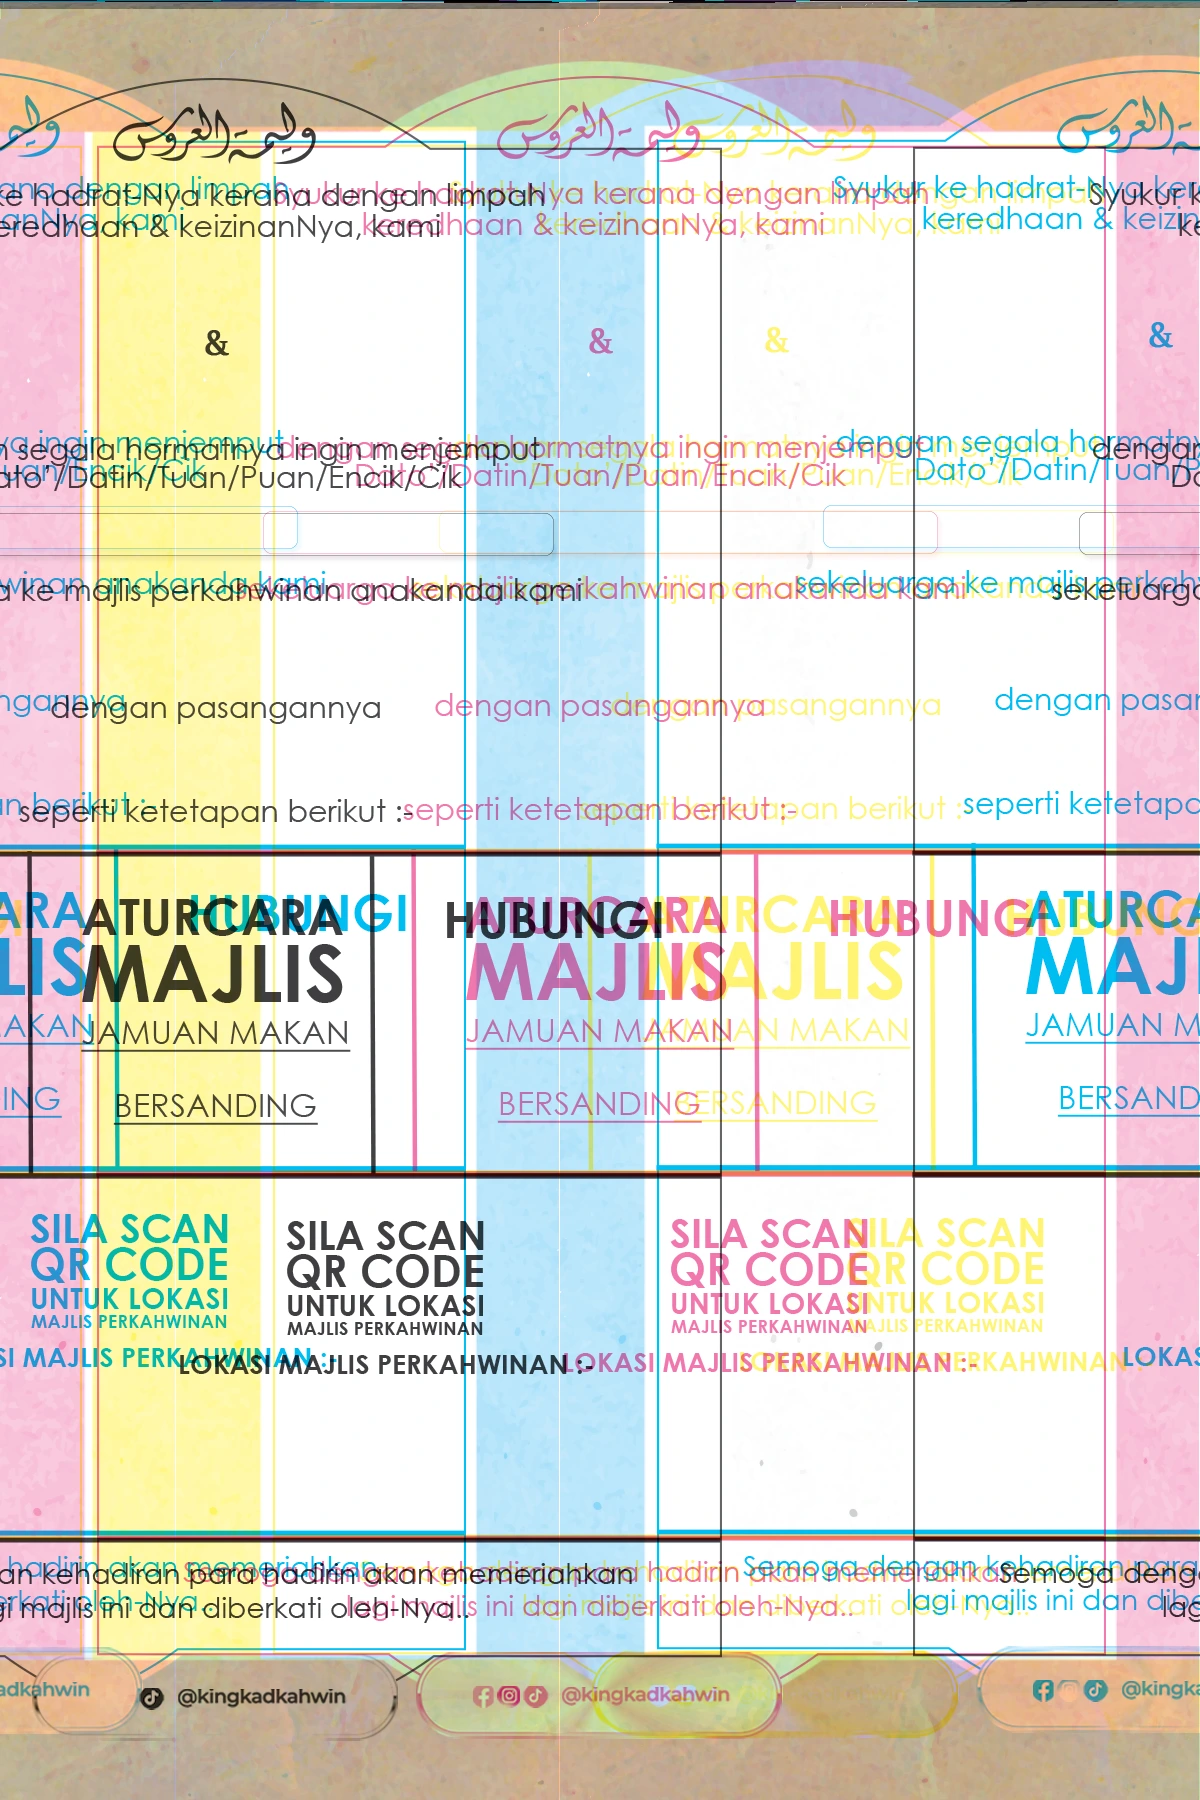 وليمة العروس
Syukur ke hadrat-Nya kerana dengan limpah
keredhaan & keizinanNya, kami
&
dengan segala hormatnya ingin menjemput
Dato'/Datin/Tuan/Puan/Encik/Cik
sekeluarga ke majlis perkahwinan anakanda kami
dengan pasangannya
seperti ketetapan berikut :-
ATURCARA
MAJLIS
JAMUAN MAKAN
BERSANDING
HUBUNGI
SILA SCAN
QR CODE
UNTUK LOKASI
MAJLIS PERKAHWINAN
LOKASI MAJLIS PERKAHWINAN :-
Semoga dengan kehadiran para hadirin akan memeriahkan
lagi majlis ini dan diberkati oleh-Nya..
@kingkadkahwin